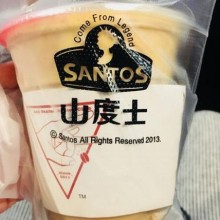 Come From Legend
SANTOS
山度士
© Santos All Rights Reserved 2013.
TM